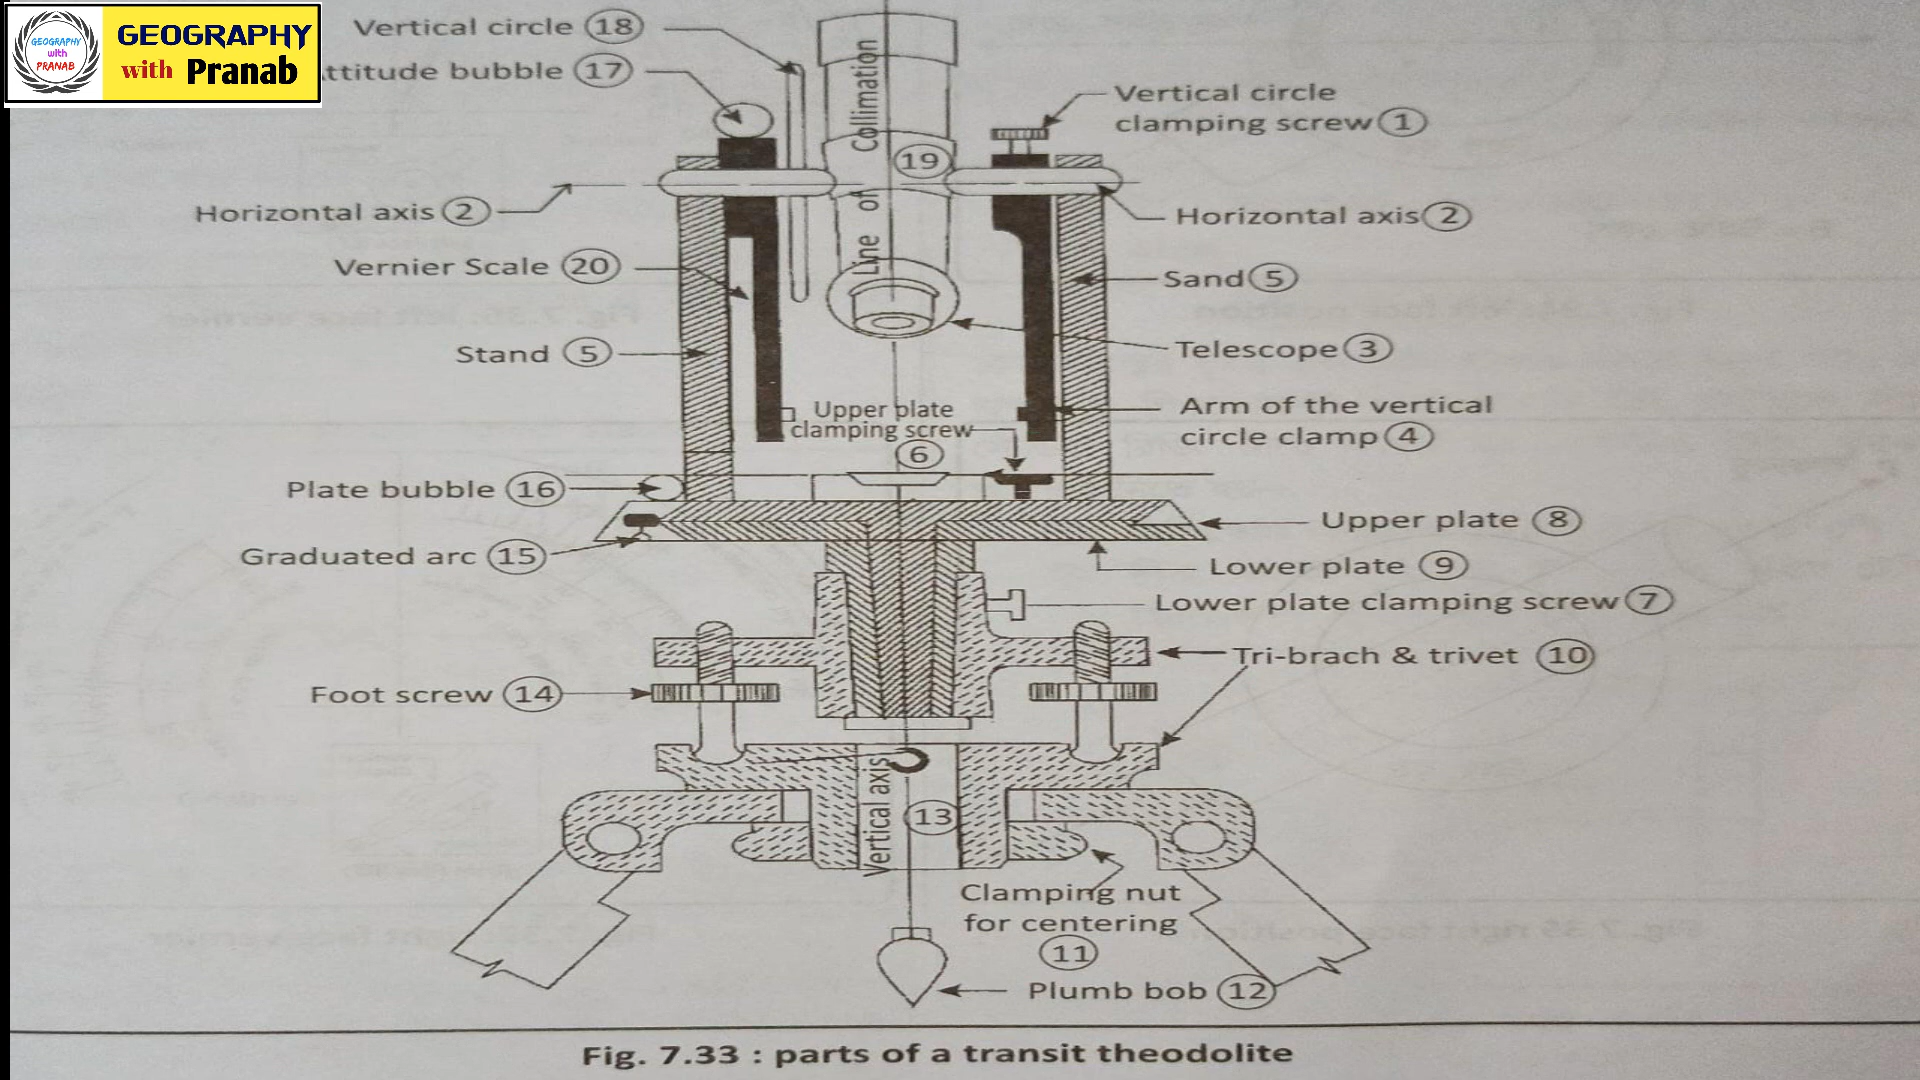 GEOGRAPHY
with
PRANAB
GEOGRAPHY
with Pranab
Vertical circle 18
ttitude bubble 17
Line of Collimation
19
Vertical circle
clamping screw 1
Horizontal axis 2
Horizontal axis 2
Vernier Scale 20
Sand 5
Stand 5
Telescope 3
Upper plate
clamping screw
6
Arm of the vertical
circle clamp 4
Plate bubble 16
Upper plate 8
Graduated arc 15
Lower plate 9
Lower plate clamping screw 7
Tri-brach & trivet 10
Foot screw 14
Vertical axis
13
Clamping nut
for centering
11
Plumb bob 12
Fig. 7.33 : parts of a transit theodolite